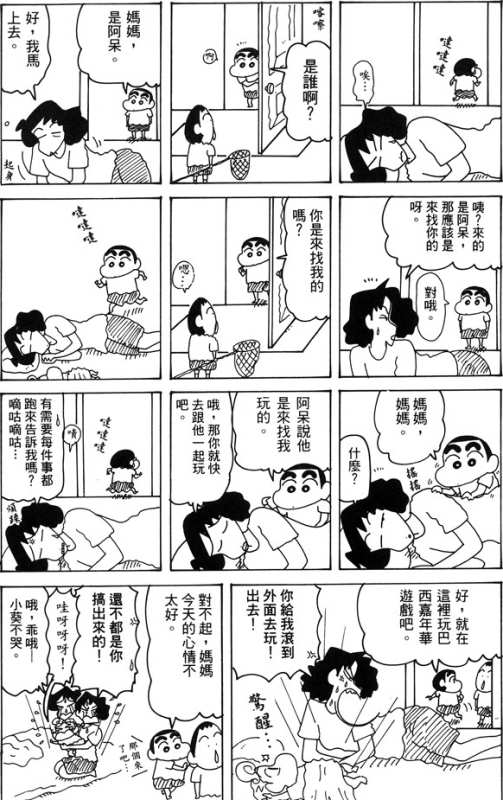 噠噠噠
唉…
喀嚓
是誰啊?
啊
媽媽,
是阿呆。
好,我馬
上去。
起身
咦?來的
是阿呆,
那應該是
來找你的
呀。
對哦。
你是來找我的
嗎?
嗯…
噠噠噠
媽媽,
媽媽。
搖搖
什麼?
阿呆說他
是來找我
玩的。
哦,那你就快
去跟他一起玩
吧。
噠噠噠
有需要每件事都
跑來告訴我嗎?
嘀咕嘀咕…
好,就在
這裡玩巴
西嘉年華
遊戲吧。
你給我滾到
外面去玩!
出去!
驚醒…
對不起,媽媽
今天的心情不
太好。
那個來
了吧…
還不都是你
搞出來的!
哇呀呀呀!
哦,乖哦—
小葵不哭。